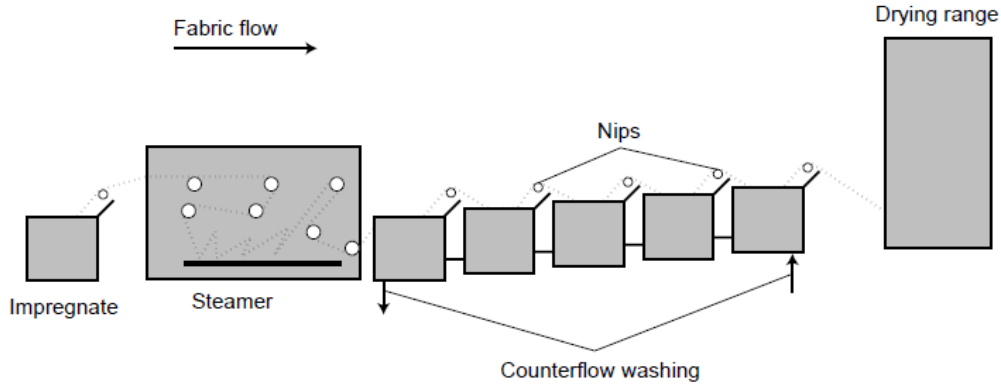 Drying range
Fabric flow
Nips
Impregnate
Steamer
Counterflow washing